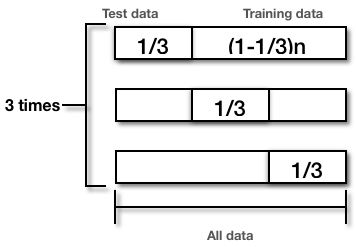 Test data Training data
1/3 (1-1/3)n
3 times 1/3
1/3
All data